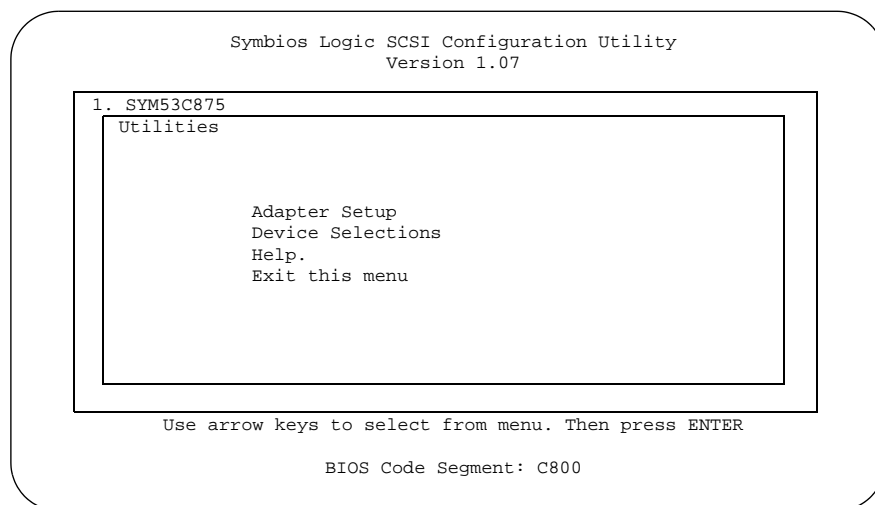 Symbios Logic SCSI Configuration Utility
Version 1.07
1. SYM53C875
Utilities
Adapter Setup
Device Selections
Help.
Exit this menu
Use arrow keys to select from menu. Then press ENTER
BIOS Code Segment: C800